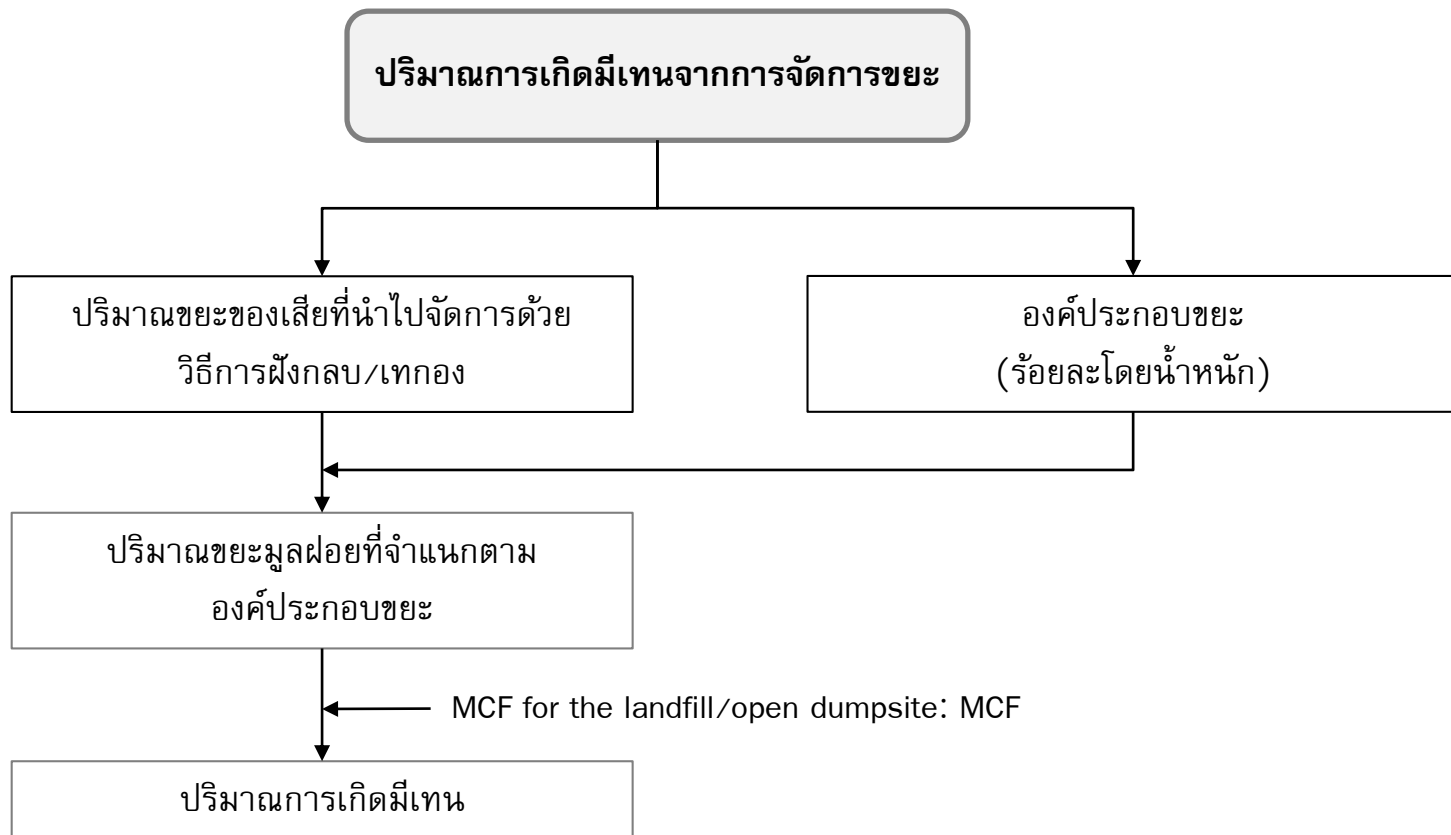 ปริมาณการเกิดมีเทนจากการจัดการขยะ
ปริมาณขยะของเสียที่นำไปจัดการด้วย
วิธีการฝังกลบ/เทกอง
องค์ประกอบขยะ
(ร้อยละโดยน้ำหนัก)
ปริมาณขยะมูลฝอยที่จำแนกตาม
องค์ประกอบขยะ
MCF for the landfill/open dumpsite: MCF
ปริมาณการเกิดมีเทน